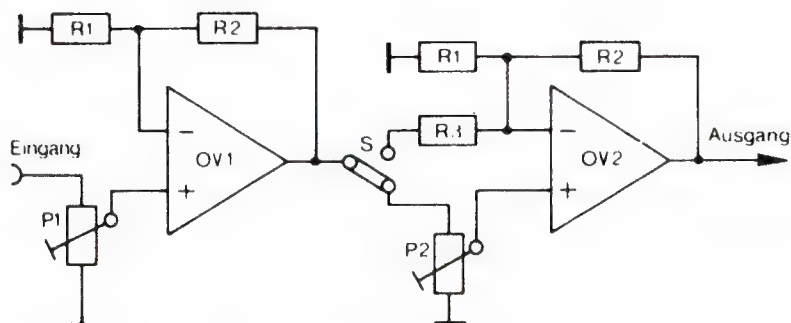 R1
R2
R1
R2
Eingang
OV1
S
R3
OV2
Ausgang
P1
P2